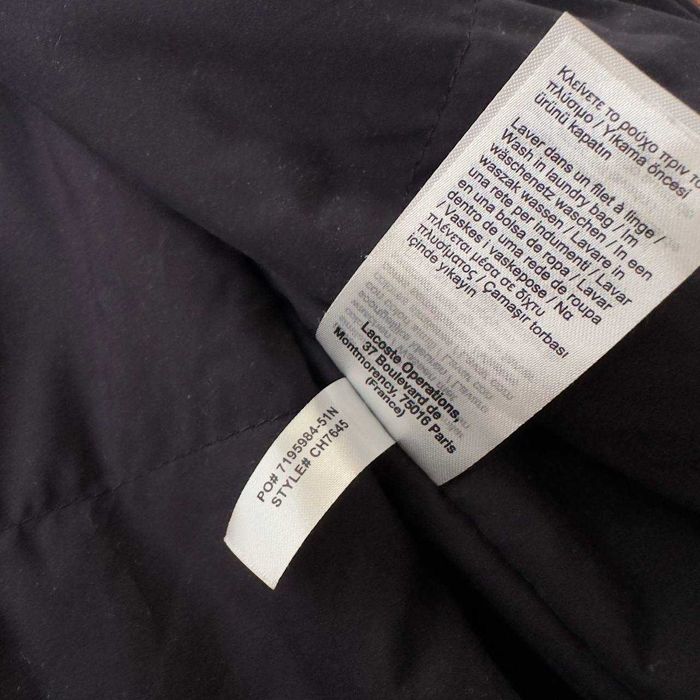 Κλείνετε το ρούχο πριν τ
πλύσιμο / Yıkama öncesi
ürünü kapatın
Laver dans un filet à linge /
Wash in laundry bag / Im
wäschenetz waschen / In een
waszak wassen / Lavare in
una rete per indumenti / Lavar
en una bolsa de ropa / Lavar
dentro de uma rede de roupa
/ Vaskes i vaskepose / Να
πλένεται μέσα σε δίχτυ
πλυσίματος / Çamaşır torbası
içinde yıkayın
Lacoste Operations,
37 Boulevard de
Montmorency, 75016 Paris
(France)
PO# 7195984-51N
STYLE# CH7645